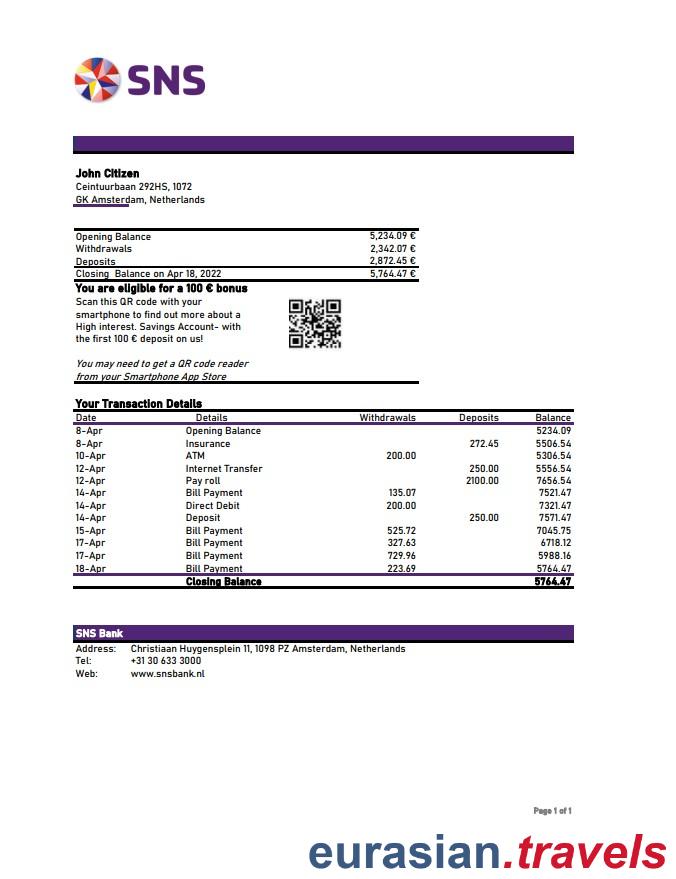 SNS
John Citizen
Ceintuurbaan 292HS, 1072
GK Amsterdam, Netherlands
Opening Balance 5,234.09 €
Withdrawals 2,342.07 €
Deposits 2,872.45 €
Closing Balance on Apr 18, 2022 5,764.47 €
You are eligible for a 100 € bonus
Scan this QR code with your
smartphone to find out more about a
High interest. Savings Account- with
the first 100 € deposit on us!
You may need to get a QR code reader
from your Smartphone App Store
Your Transaction Details
Date Details Withdrawals Deposits Balance
8-Apr Opening Balance 5234.09
8-Apr Insurance 272.45 5506.54
10-Apr ATM 200.00 5306.54
12-Apr Internet Transfer 250.00 5556.54
12-Apr Pay roll 2100.00 7656.54
14-Apr Bill Payment 135.07 7521.47
14-Apr Direct Debit 200.00 7321.47
14-Apr Deposit 250.00 7571.47
15-Apr Bill Payment 525.72 7045.75
17-Apr Bill Payment 327.63 6718.12
17-Apr Bill Payment 729.96 5988.16
18-Apr Bill Payment 223.69 5764.47
Closing Balance 5764.47
SNS Bank
Address: Christiaan Huygensplein 11, 1098 PZ Amsterdam, Netherlands
Tel: +31 30 633 3000
Web: www.snsbank.nl
Page 1 of 1
eurasian.travels